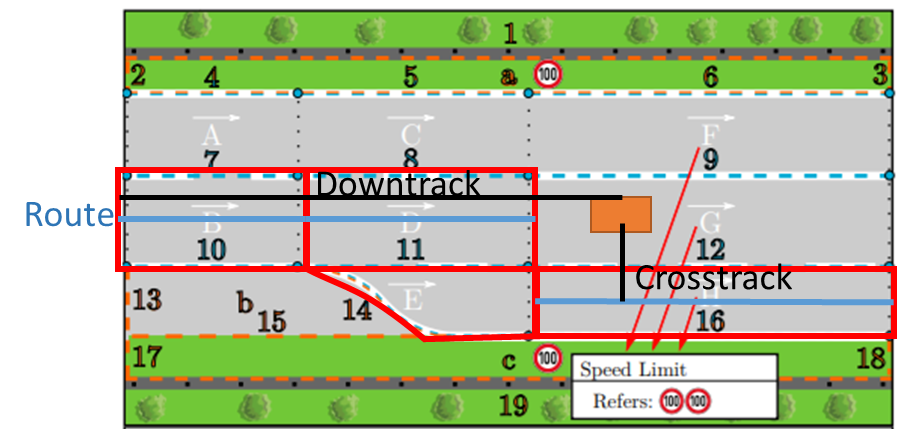 1
2 4 5 a 100 6 3
A C F
7 8 9
Downtrack
Route B D G
10 11 12
Crosstrack
13 b 15 14 E H 16
17 c 100 18
Speed Limit
Refers: 100 100
19